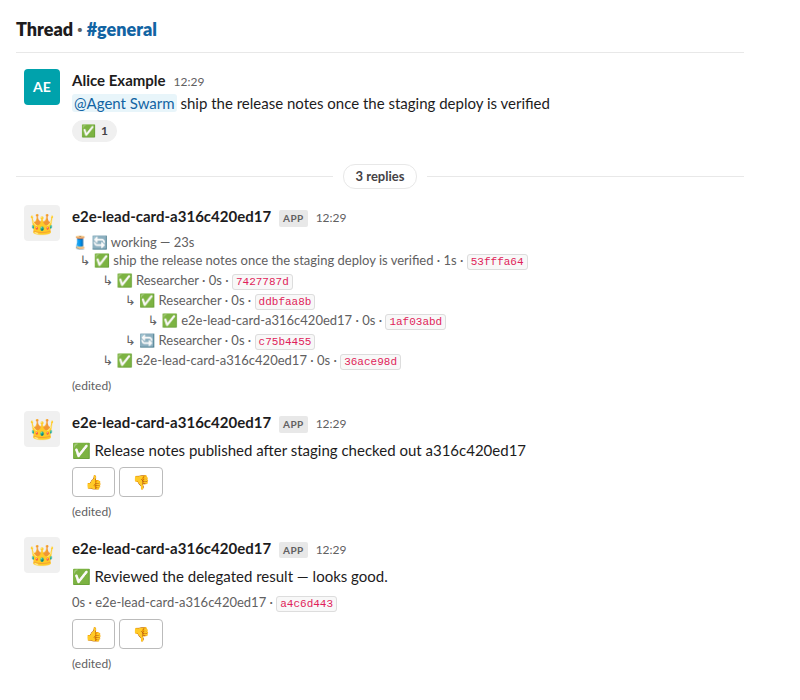 Thread • #general
AE
Alice Example 12:29
@Agent Swarm ship the release notes once the staging deploy is verified
✅ 1
3 replies
e2e-lead-card-a316c420ed17 APP 12:29
🧵 🔄 working — 23s
↳ ✅ ship the release notes once the staging deploy is verified · 1s · 53fffa64
↳ ✅ Researcher · 0s · 7427787d
↳ ✅ Researcher · 0s · ddbfaa8b
↳ ✅ e2e-lead-card-a316c420ed17 · 0s · 1af03abd
↳ 🔄 Researcher · 0s · c75b4455
↳ ✅ e2e-lead-card-a316c420ed17 · 0s · 36ace98d
(edited)
e2e-lead-card-a316c420ed17 APP 12:29
✅ Release notes published after staging checked out a316c420ed17
👍 👎
(edited)
e2e-lead-card-a316c420ed17 APP 12:29
✅ Reviewed the delegated result — looks good.
0s · e2e-lead-card-a316c420ed17 · a4c6d443
👍 👎
(edited)